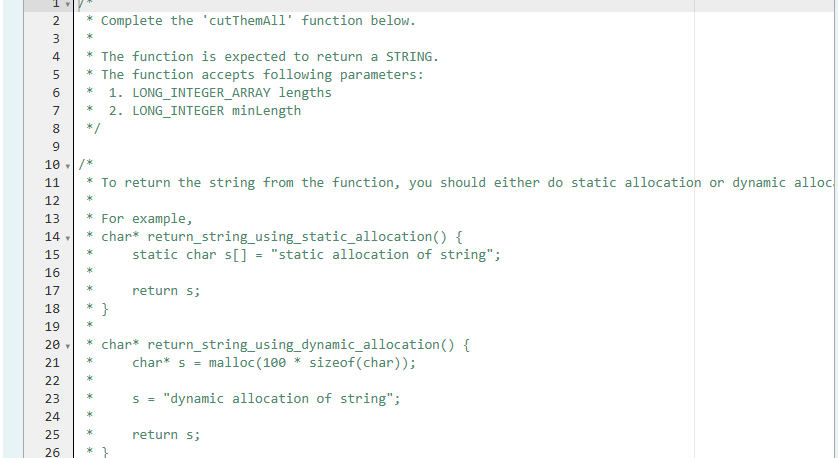 1 /*
2 * Complete the 'cutThemAll' function below.
3 *
4 * The function is expected to return a STRING.
5 * The function accepts following parameters:
6 *  1. LONG_INTEGER_ARRAY lengths
7 *  2. LONG_INTEGER minLength
8 */
9
10 /*
11 * To return the string from the function, you should either do static allocation or dynamic alloc
12 *
13 * For example,
14 * char* return_string_using_static_allocation() {
15 *     static char s[] = "static allocation of string";
16 *
17 *     return s;
18 * }
19 *
20 * char* return_string_using_dynamic_allocation() {
21 *     char* s = malloc(100 * sizeof(char));
22 *
23 *     s = "dynamic allocation of string";
24 *
25 *     return s;
26 * }